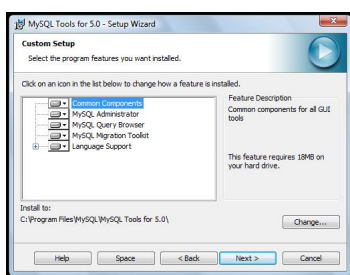 MySQL Tools for 5.0 - Setup Wizard
Custom Setup
Select the program features you want installed.
Click on an icon in the list below to change how a feature is installed.
Common Components
MySQL Administrator
MySQL Query Browser
MySQL Migration Toolkit
Language Support
Feature Description
Common components for all GUI
tools
This feature requires 18MB on
your hard drive.
Install to:
C:\Program Files\MySQL\MySQL Tools for 5.0\
Change...
Help
Space
< Back
Next >
Cancel